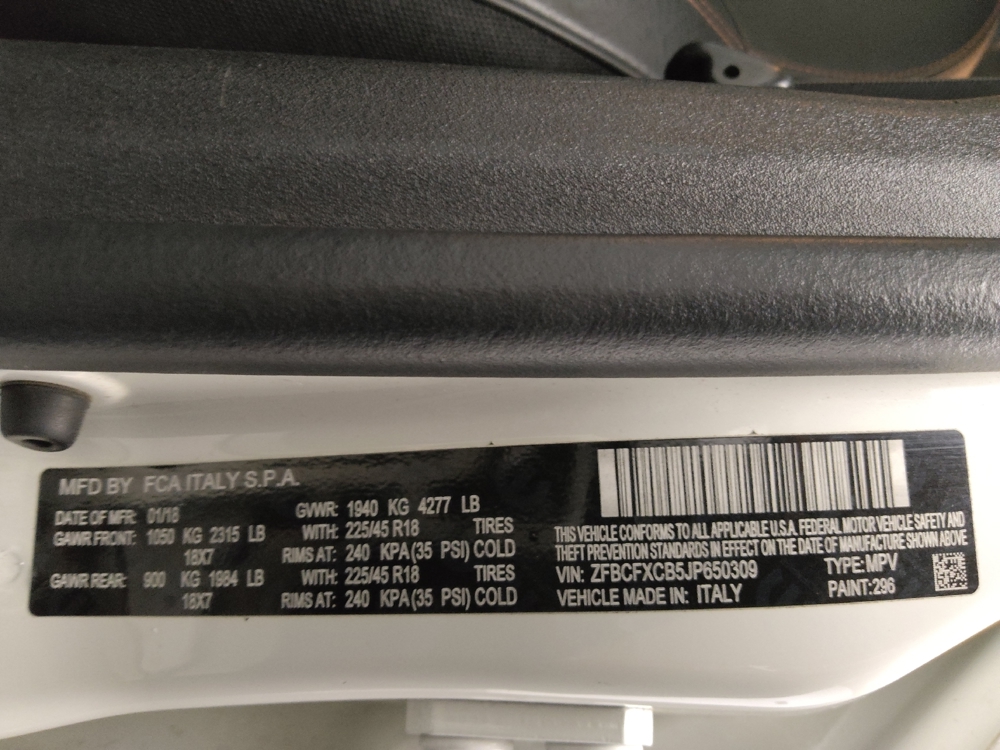 MFD BY FCA ITALY S.P.A.
DATE OF MFR: 01/18 GVWR: 1940 KG 4277 LB
GAWR FRONT: 1050 KG 2315 LB WITH: 225/45 R18 TIRES
18X7 RIMS AT: 240 KPA(35 PSI) COLD
GAWR REAR: 900 KG 1984 LB WITH: 225/45 R18 TIRES
18X7 RIMS AT: 240 KPA(35 PSI) COLD
THIS VEHICLE CONFORMS TO ALL APPLICABLE U.S.A. FEDERAL MOTOR VEHICLE SAFETY AND
THEFT PREVENTION STANDARDS IN EFFECT ON THE DATE OF MANUFACTURE SHOWN ABOVE
VIN: ZFBCFXCB5JP650309 TYPE:MPV
VEHICLE MADE IN: ITALY PAINT:296